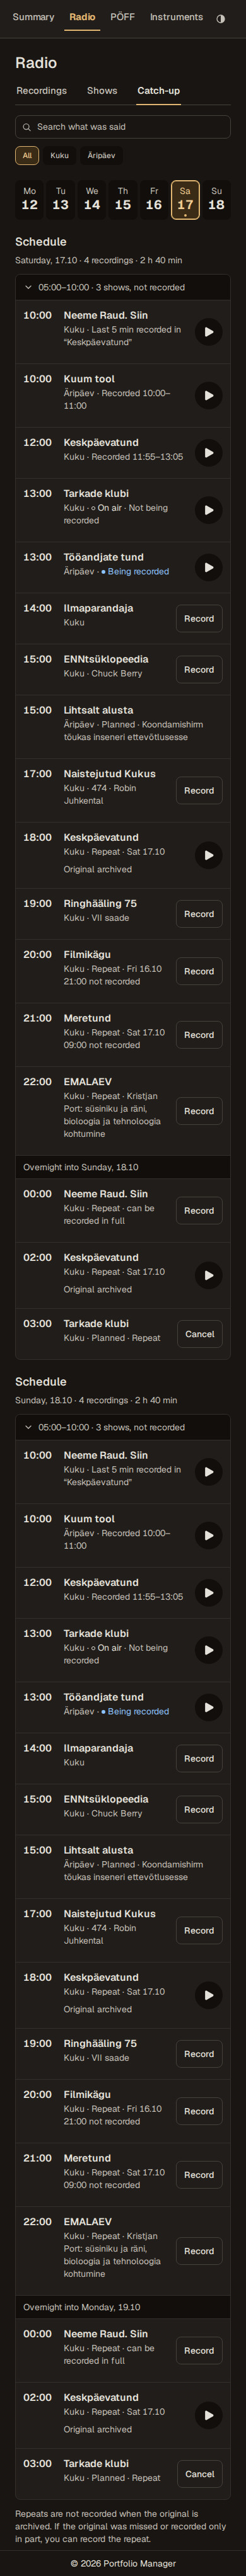 Summary Radio PÖFF Instruments
Radio
Recordings Shows Catch-up
Search what was said
All Kuku Äripäev
Mo Tu We Th Fr Sa Su
12 13 14 15 16 17 18
Schedule
Saturday, 17.10 · 4 recordings · 2 h 40 min
05:00–10:00 · 3 shows, not recorded
10:00 Neeme Raud. Siin
Kuku · Last 5 min recorded in
"Keskpäevatund"
10:00 Kuum tool
Äripäev · Recorded 10:00–
11:00
12:00 Keskpäevatund
Kuku · Recorded 11:55–13:05
13:00 Tarkade klubi
Kuku · On air · Not being
recorded
13:00 Tööandjate tund
Äripäev · Being recorded
14:00 Ilmaparandaja
Kuku
Record
15:00 ENNtsüklopeedia
Kuku · Chuck Berry
Record
15:00 Lihtsalt alusta
Äripäev · Planned · Koondamishirm
tõukas inseneri ettevõtlusesse
17:00 Naistejutud Kukus
Kuku · 474 · Robin
Juhkental
Record
18:00 Keskpäevatund
Kuku · Repeat · Sat 17.10
Original archived
19:00 Ringhääling 75
Kuku · VII saade
Record
20:00 Filmikägu
Kuku · Repeat · Fri 16.10
21:00 not recorded
Record
21:00 Meretund
Kuku · Repeat · Sat 17.10
09:00 not recorded
Record
22:00 EMALAEV
Kuku · Repeat · Kristjan
Port: süsiniku ja räni,
bioloogia ja tehnoloogia
kohtumine
Record
Overnight into Sunday, 18.10
00:00 Neeme Raud. Siin
Kuku · Repeat · can be
recorded in full
Record
02:00 Keskpäevatund
Kuku · Repeat · Sat 17.10
Original archived
03:00 Tarkade klubi
Kuku · Planned · Repeat
Cancel
Schedule
Sunday, 18.10 · 4 recordings · 2 h 40 min
05:00–10:00 · 3 shows, not recorded
10:00 Neeme Raud. Siin
Kuku · Last 5 min recorded in
"Keskpäevatund"
10:00 Kuum tool
Äripäev · Recorded 10:00–
11:00
12:00 Keskpäevatund
Kuku · Recorded 11:55–13:05
13:00 Tarkade klubi
Kuku · On air · Not being
recorded
13:00 Tööandjate tund
Äripäev · Being recorded
14:00 Ilmaparandaja
Kuku
Record
15:00 ENNtsüklopeedia
Kuku · Chuck Berry
Record
15:00 Lihtsalt alusta
Äripäev · Planned · Koondamishirm
tõukas inseneri ettevõtlusesse
17:00 Naistejutud Kukus
Kuku · 474 · Robin
Juhkental
Record
18:00 Keskpäevatund
Kuku · Repeat · Sat 17.10
Original archived
19:00 Ringhääling 75
Kuku · VII saade
Record
20:00 Filmikägu
Kuku · Repeat · Fri 16.10
21:00 not recorded
Record
21:00 Meretund
Kuku · Repeat · Sat 17.10
09:00 not recorded
Record
22:00 EMALAEV
Kuku · Repeat · Kristjan
Port: süsiniku ja räni,
bioloogia ja tehnoloogia
kohtumine
Record
Overnight into Monday, 19.10
00:00 Neeme Raud. Siin
Kuku · Repeat · can be
recorded in full
Record
02:00 Keskpäevatund
Kuku · Repeat · Sat 17.10
Original archived
03:00 Tarkade klubi
Kuku · Planned · Repeat
Cancel
Repeats are not recorded when the original is
archived. If the original was missed or recorded only
in part, you can record the repeat.
© 2026 Portfolio Manager